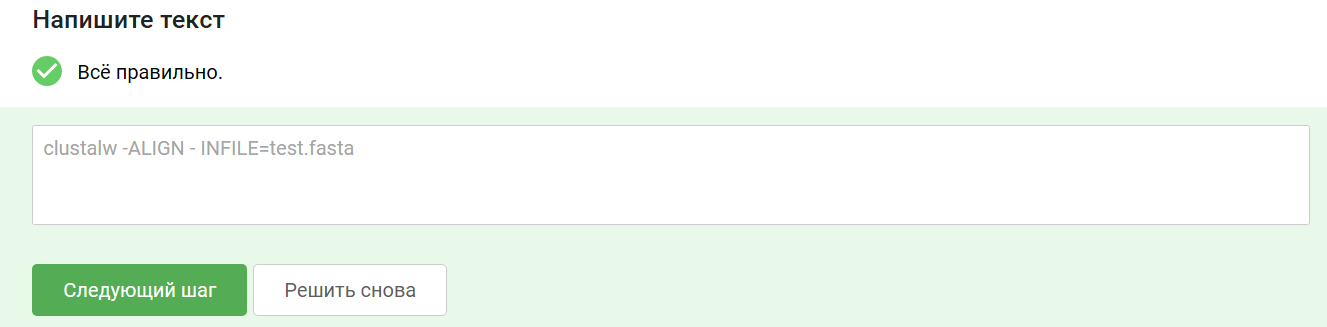 Напишите текст
Всё правильно.
clustalw -ALIGN - INFILE=test.fasta
Следующий шаг
Решить снова